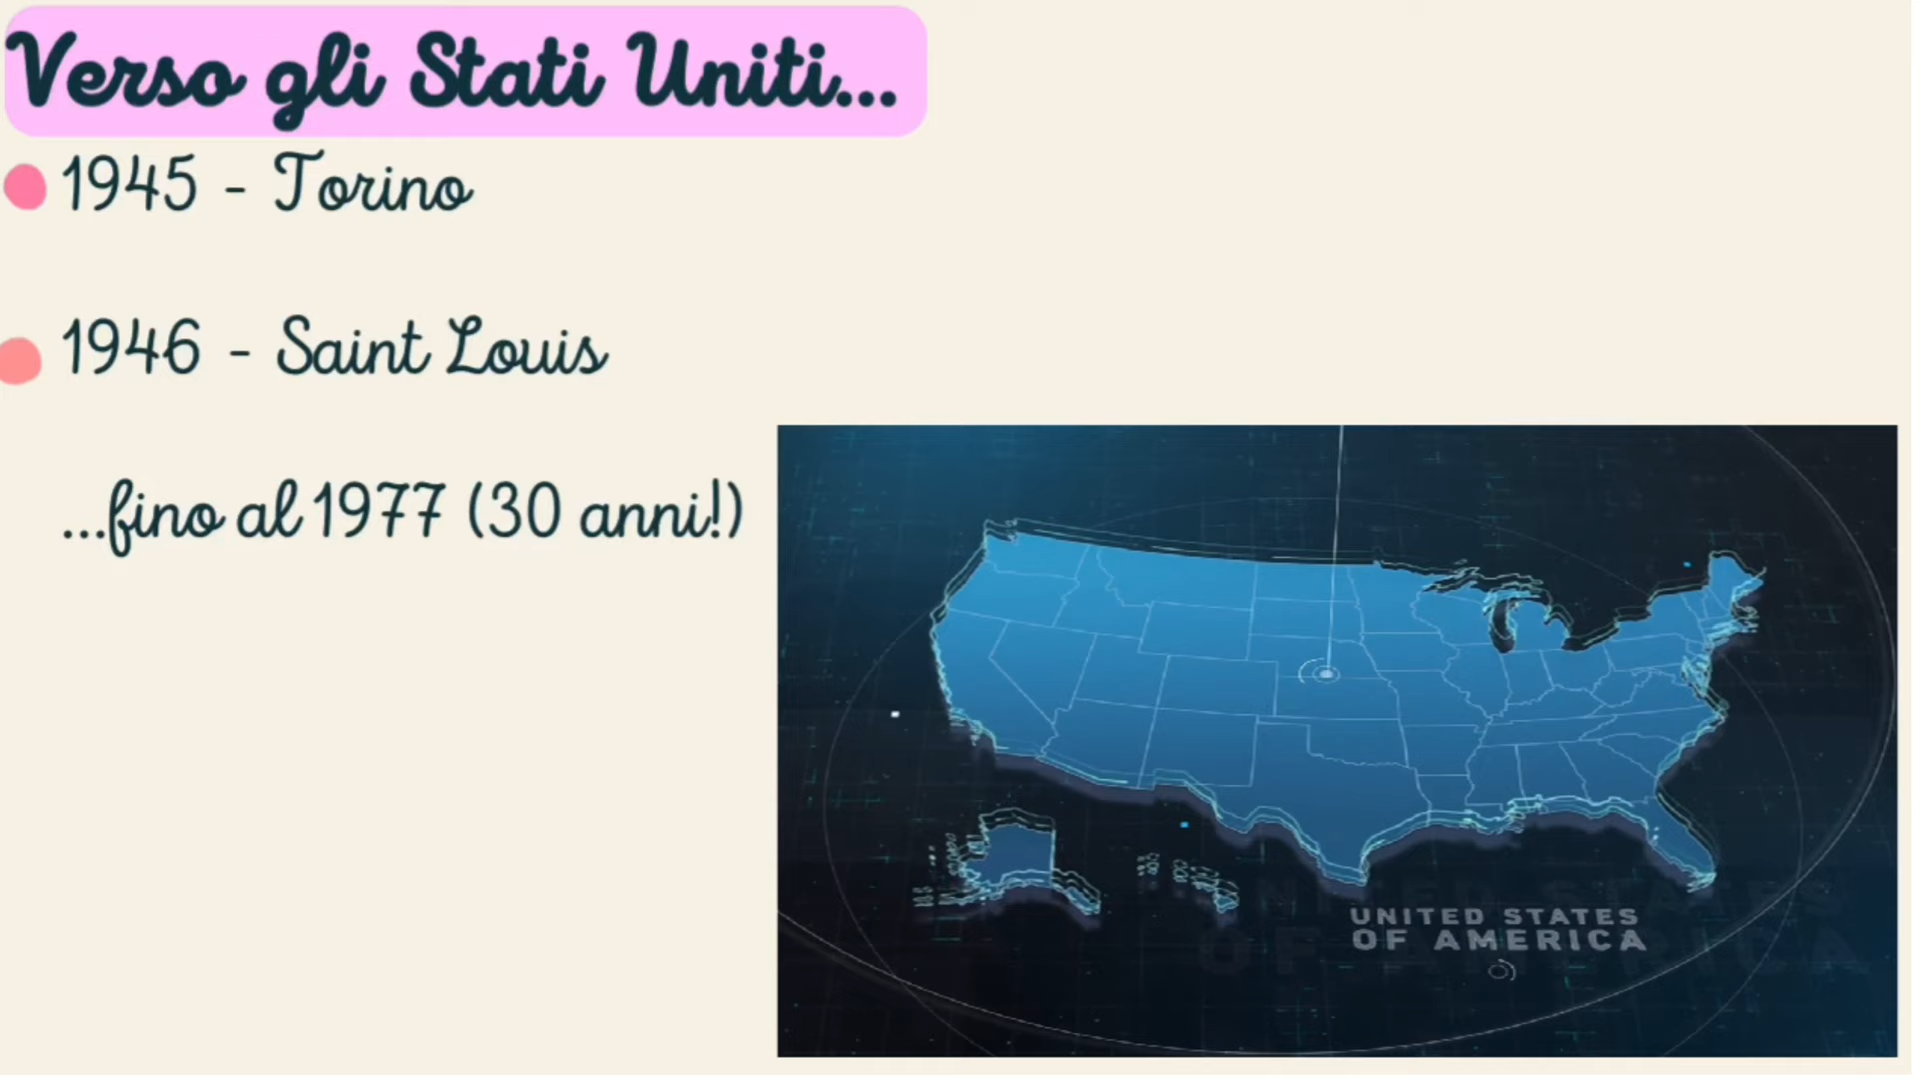 Verso gli Stati Uniti...
1945 - Torino
1946 - Saint Louis
...fino al 1977 (30 anni!)
UNITED STATES
OF AMERICA